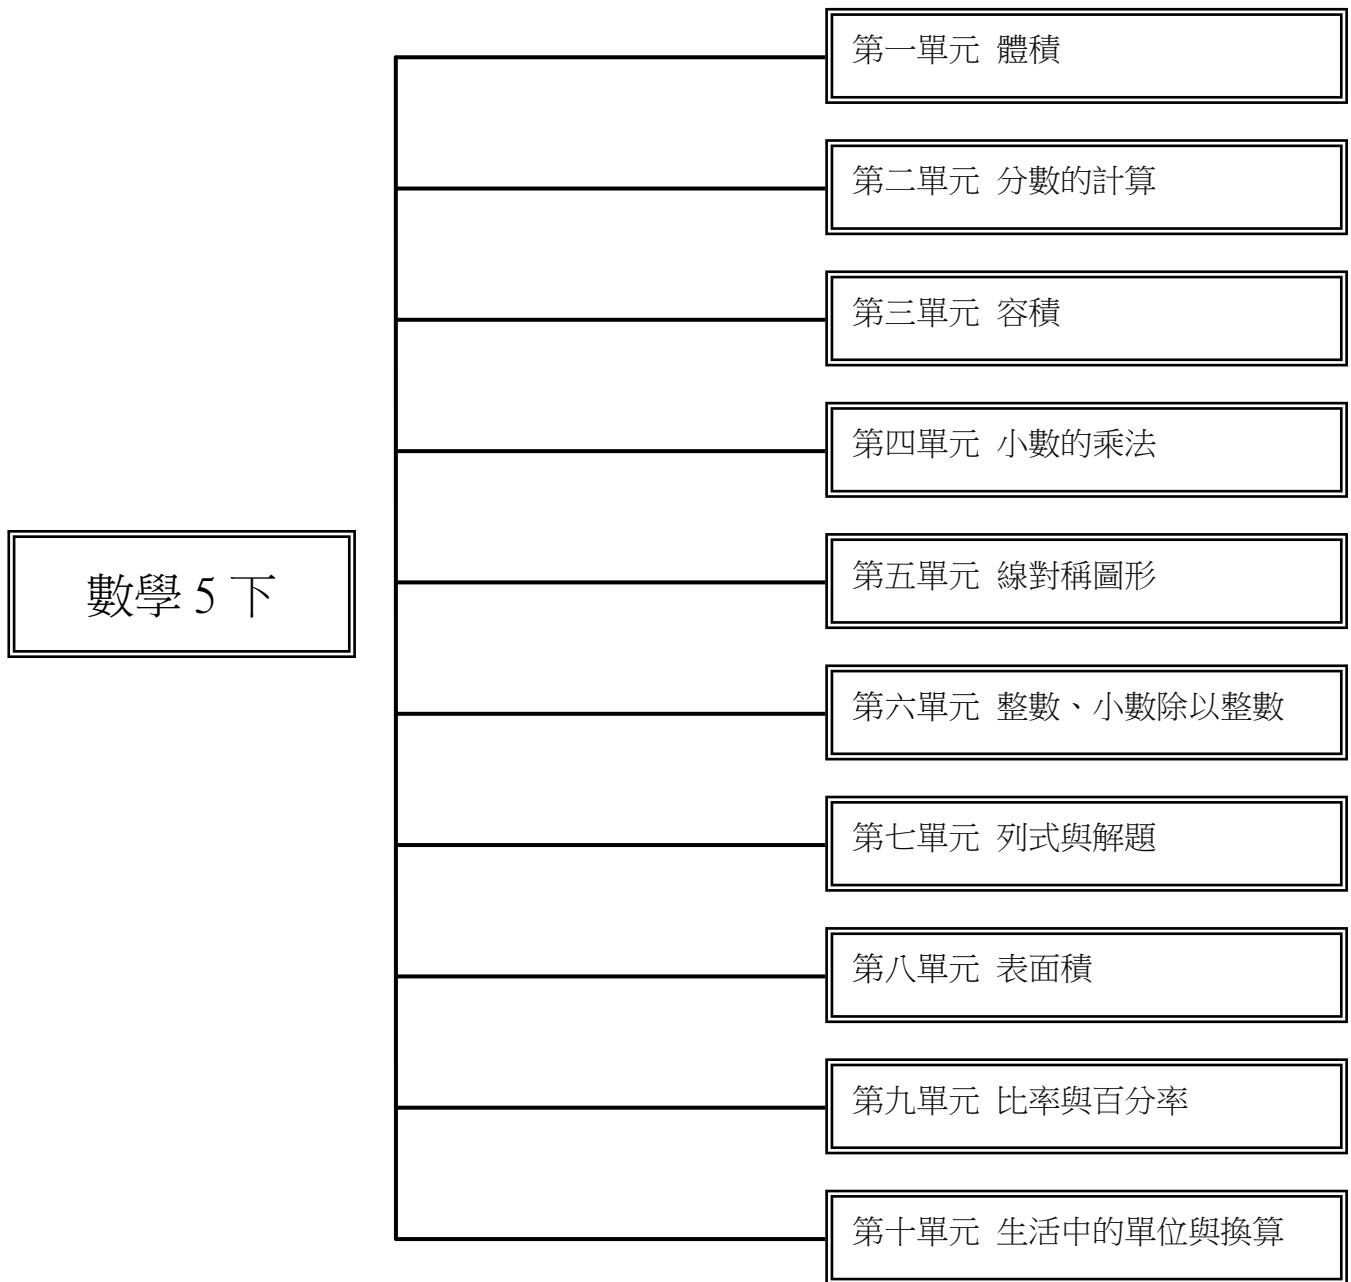 數學 5 下
第一單元 體積
第二單元 分數的計算
第三單元 容積
第四單元 小數的乘法
第五單元 線對稱圖形
第六單元 整數、小數除以整數
第七單元 列式與解題
第八單元 表面積
第九單元 比率與百分率
第十單元 生活中的單位與換算